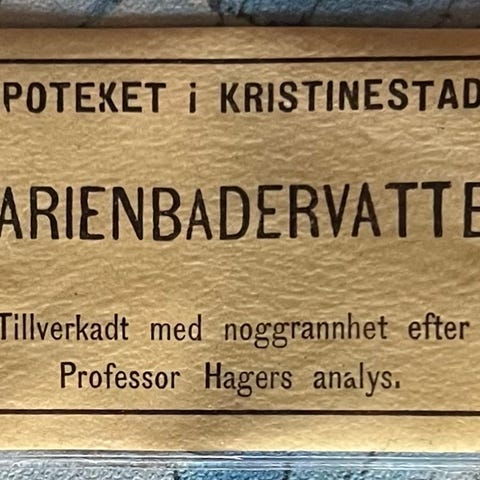 POTEKET i KRISTINESTAD
ARIENBADERVATTE
Tillverkadt med noggrannhet efter
Professor Hagers analys.